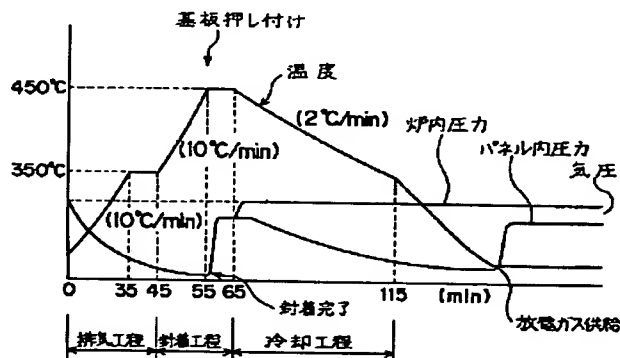 基板押し付け
450℃
温度
(2℃/min)
炉内圧力
(10℃/min)
パネル内圧力
350℃
気圧
(10℃/min)
0
35
45
55
65
115
(min)
封着完了
放電ガス供給
排気工程
封着工程
冷却工程